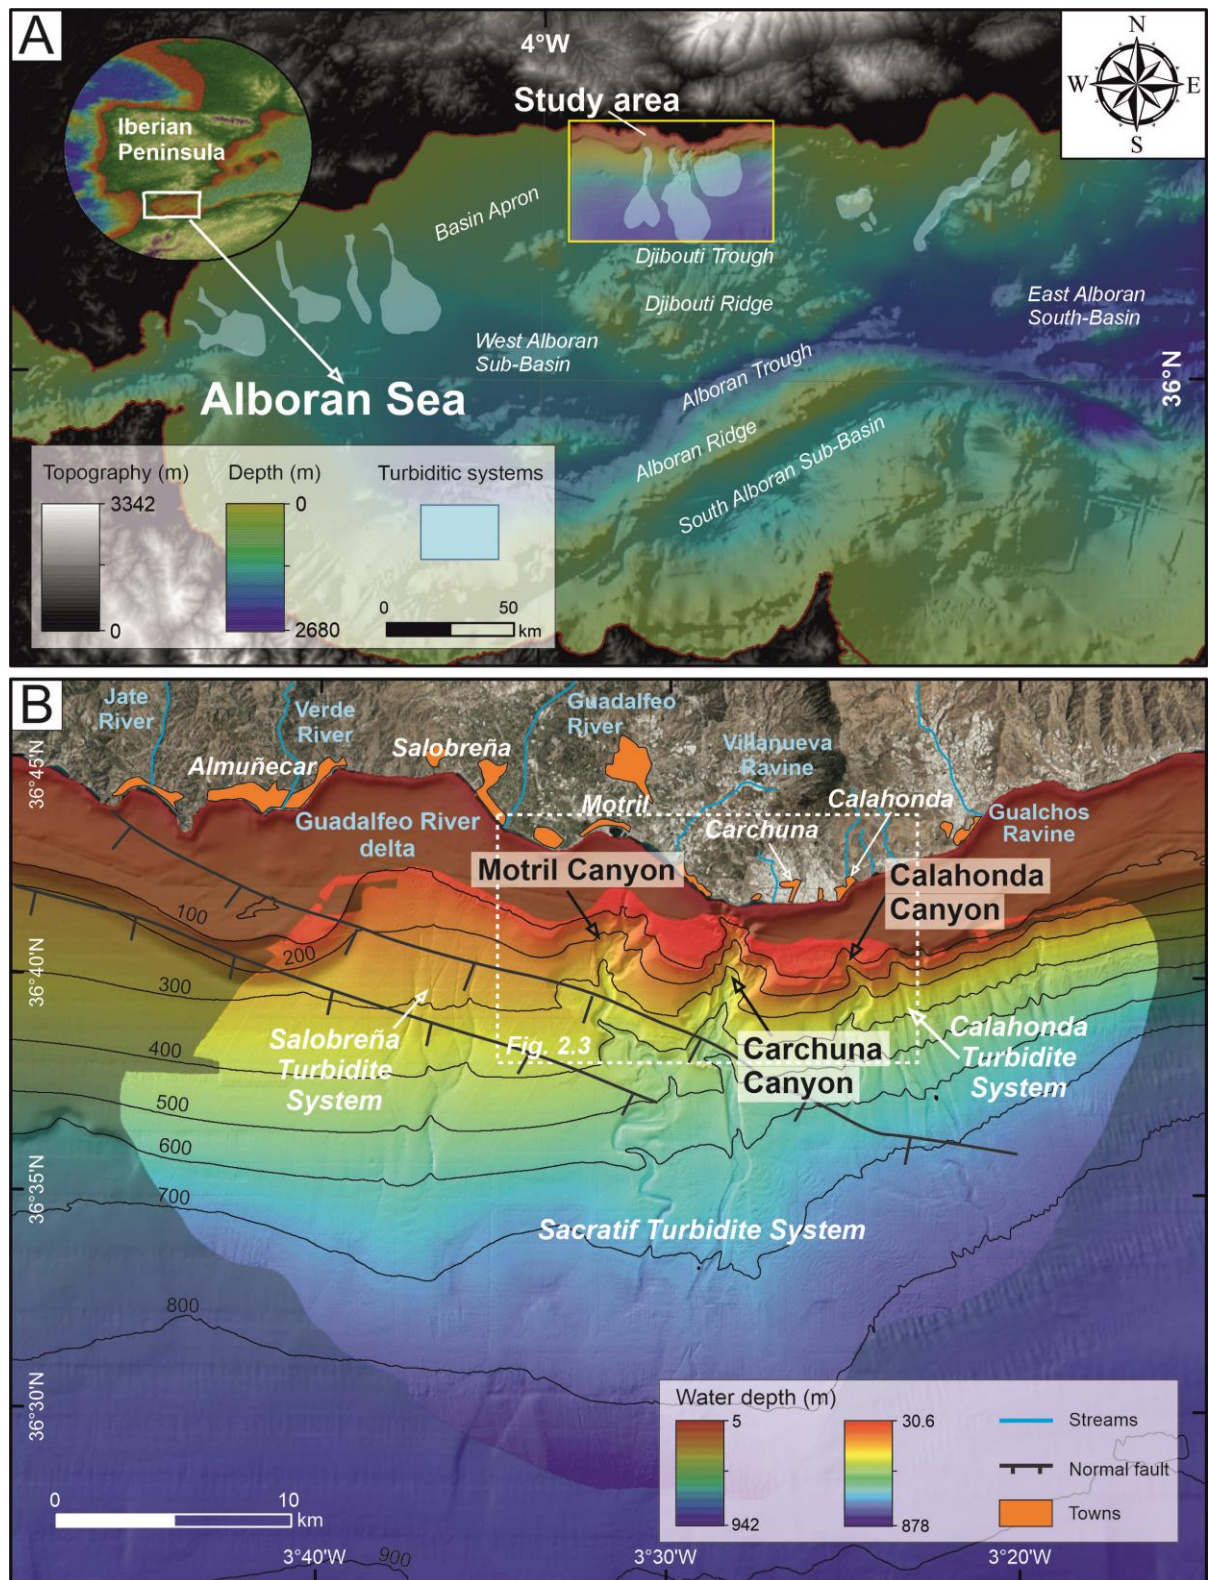 A
4°W
N
W
E
S
Study area
Iberian
Peninsula
Basin Apron
Djibouti Trough
Djibouti Ridge
East Alboran
South-Basin
West Alboran
Sub-Basin
Alboran Trough
36°N
Alboran Sea
Alboran Ridge
South Alboran Sub-Basin
Topography (m)
Depth (m)
Turbiditic systems
3342
0
0
2680
0
50
km
B
Jate
River
Verde
River
Guadalfeo
River
Salobreña
Villanueva
Ravine
36°45'N
Almuñecar
Motril
Calahonda
Carchuna
Gualchos
Ravine
Guadalfeo River
delta
Motril Canyon
Calahonda
Canyon
100
200
36°40'N
300
Salobreña
Turbidite
System
Fig. 2.3
Carchuna
Canyon
Calahonda
Turbidite
System
400
500
600
36°35'N
700
Sacratif Turbidite System
800
36°30'N
Water depth (m)
5
942
30.6
878
Streams
Normal fault
Towns
0
10
km
3°40'W
900
3°30'W
3°20'W